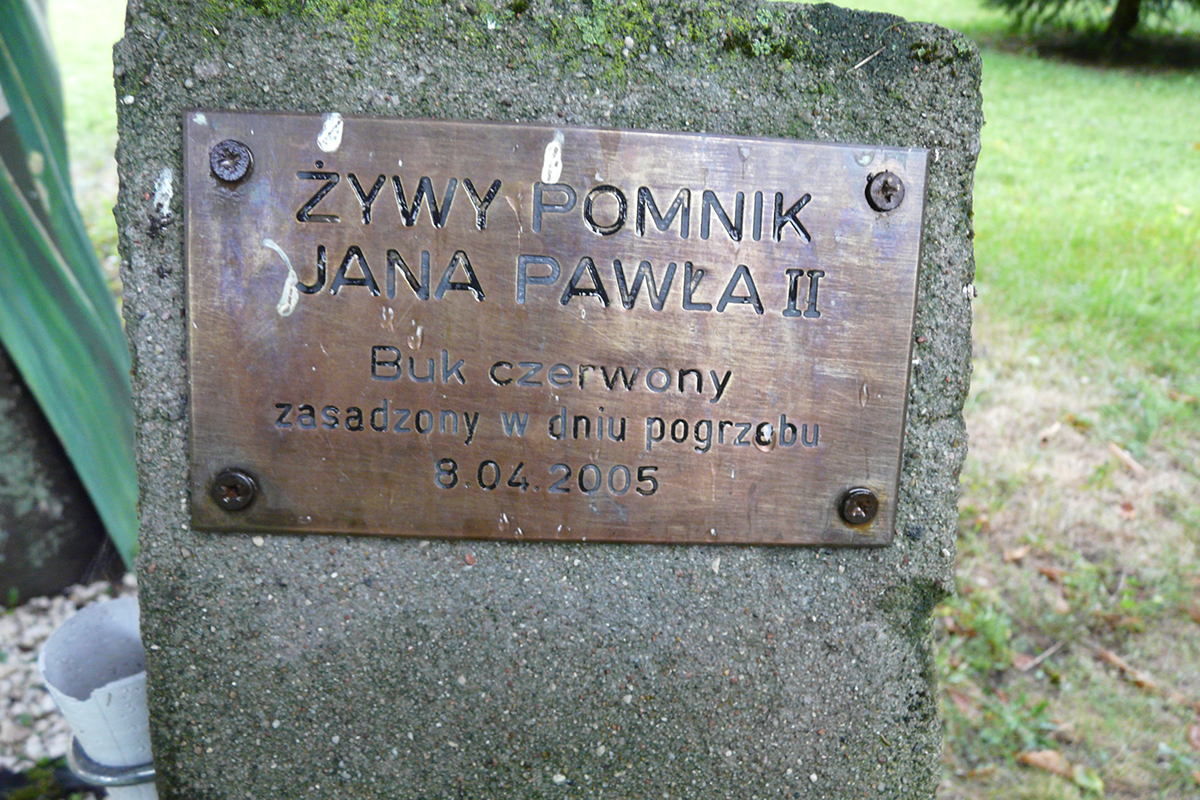 ŻYWY POMNIK
JANA PAWŁA II
Buk czerwony
zasadzony w dniu pogrzebu
8.04.2005